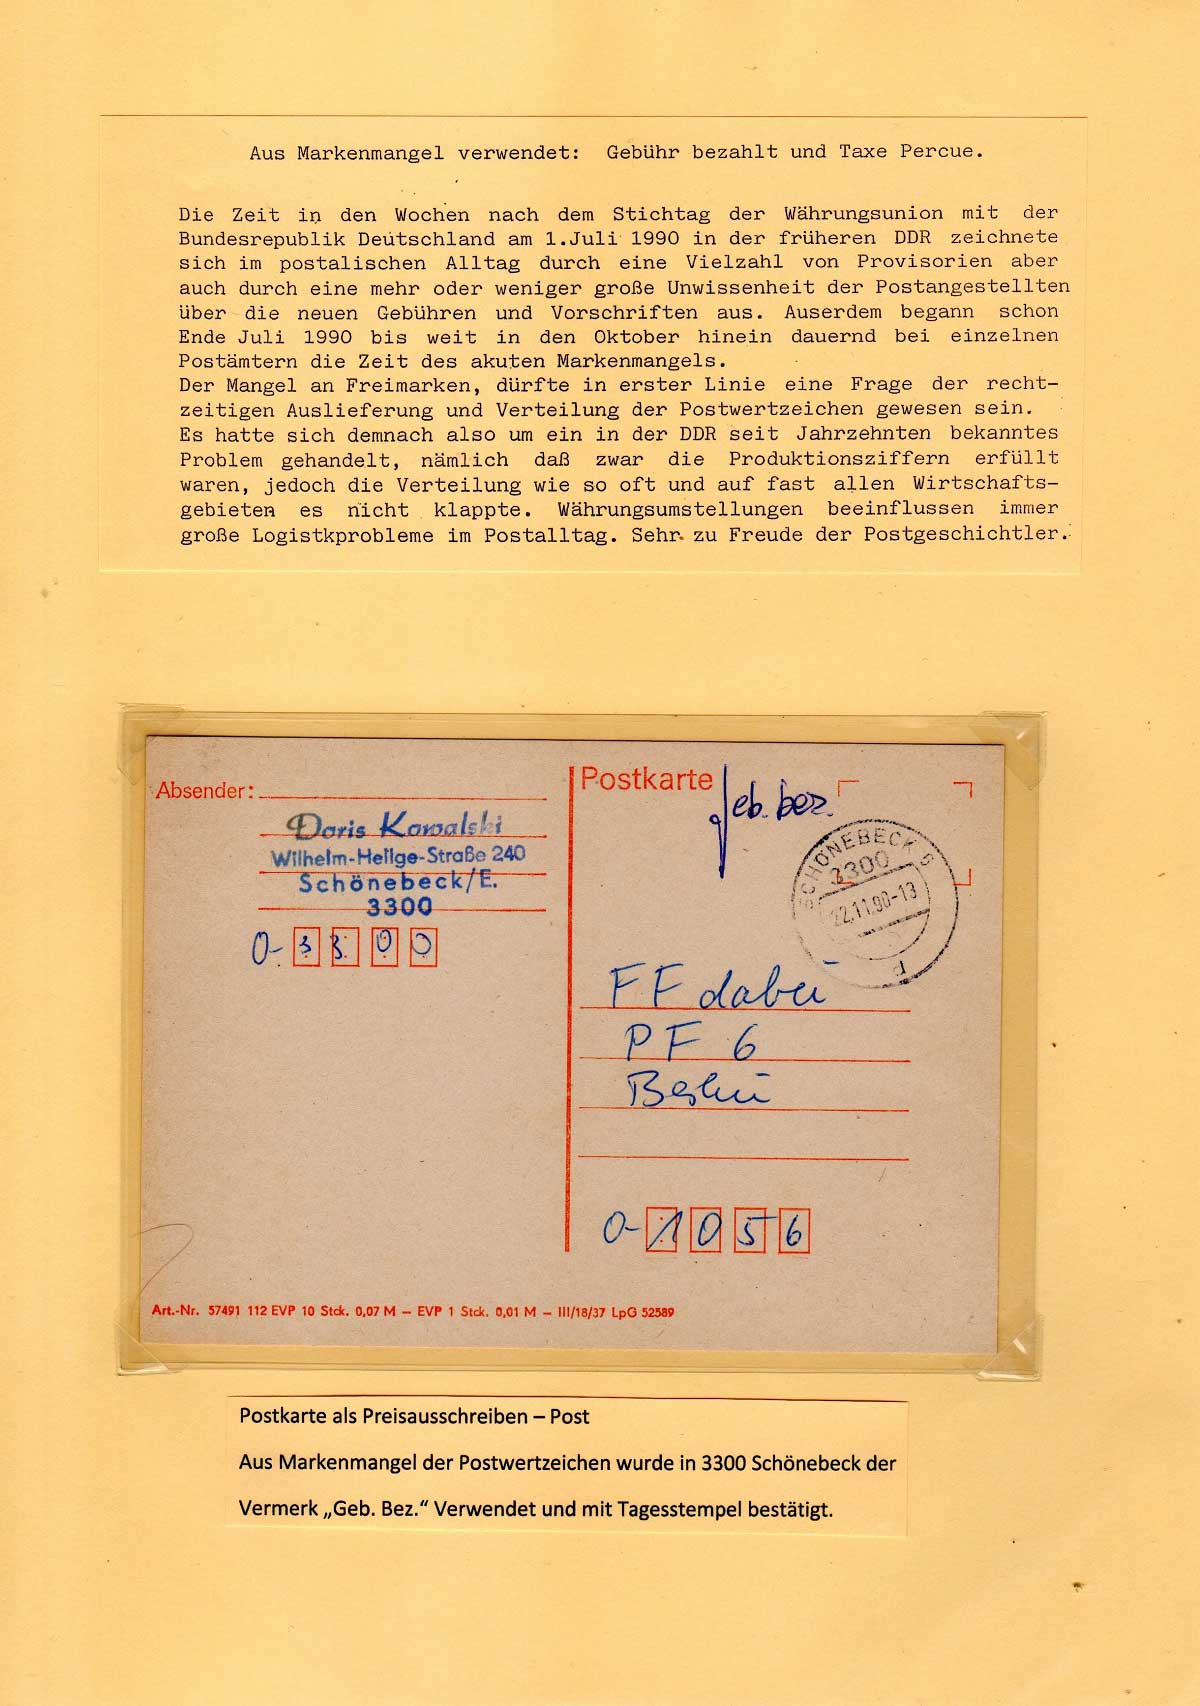 Aus Markenmangel verwendet: Gebühr bezahlt und Taxe Percue.
Die Zeit in den Wochen nach dem Stichtag der Währungsunion mit der
Bundesrepublik Deutschland am 1.Juli 1990 in der früheren DDR zeichnete
sich im postalischen Alltag durch eine Vielzahl von Provisorien aber
auch durch eine mehr oder weniger große Unwissenheit der Postangestellten
über die neuen Gebühren und Vorschriften aus. Auserdem begann schon
Ende Juli 1990 bis weit in den Oktober hinein dauernd bei einzelnen
Postämtern die Zeit des akuten Markenmangels.
Der Mangel an Freimarken, dürfte in erster Linie eine Frage der recht-
zeitigen Auslieferung und Verteilung der Postwertzeichen gewesen sein.
Es hatte sich demnach also um ein in der DDR seit Jahrzehnten bekanntes
Problem gehandelt, nämlich daß zwar die Produktionsziffern erfüllt
waren, jedoch die Verteilung wie so oft und auf fast allen Wirtschafts-
gebieten es nicht klappte. Währungsumstellungen beeinflussen immer
große Logistkprobleme im Postalltag. Sehr zu Freude der Postgeschichtler.
Absender:
Doris Kowalski
Wilhelm-Hellge-Straße 240
Schönebeck/E.
3300
O-3300
Postkarte
geb. bez.
SCHÖNEBECK
3300
22.11.90-13
FF dabei
PF 6
Berlin
O-1056
Art.-Nr. 57491 112 EVP 10 Stck. 0,07 M – EVP 1 Stck. 0,01 M – III/18/37 LpG 52589
Postkarte als Preisausschreiben – Post
Aus Markenmangel der Postwertzeichen wurde in 3300 Schönebeck der
Vermerk „Geb. Bez.“ Verwendet und mit Tagesstempel bestätigt.